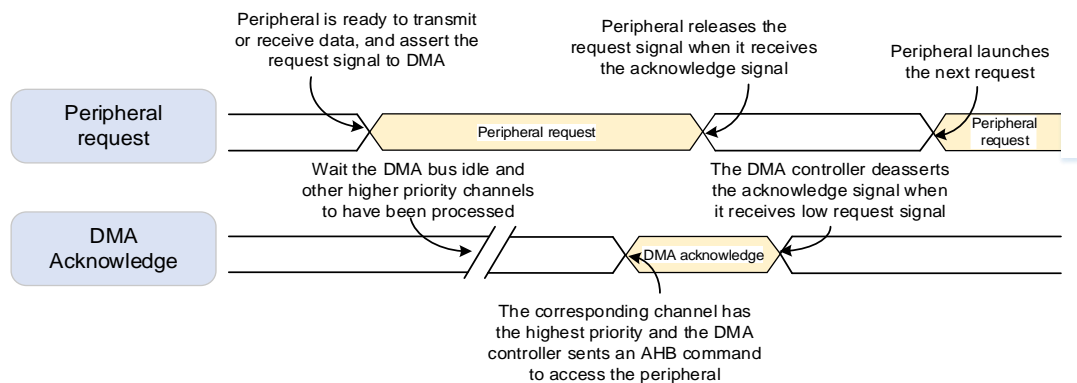 Peripheral is ready to transmit
or receive data, and assert the
request signal to DMA
Peripheral releases the
request signal when it receives
the acknowledge signal
Peripheral launches
the next request
Peripheral
request
Peripheral request
Peripheral
request
Wait the DMA bus idle and
other higher priority channels
to have been processed
The DMA controller deasserts
the acknowledge signal when
it receives low request signal
DMA
Acknowledge
DMA acknowledge
The corresponding channel has
the highest priority and the DMA
controller sents an AHB command
to access the peripheral